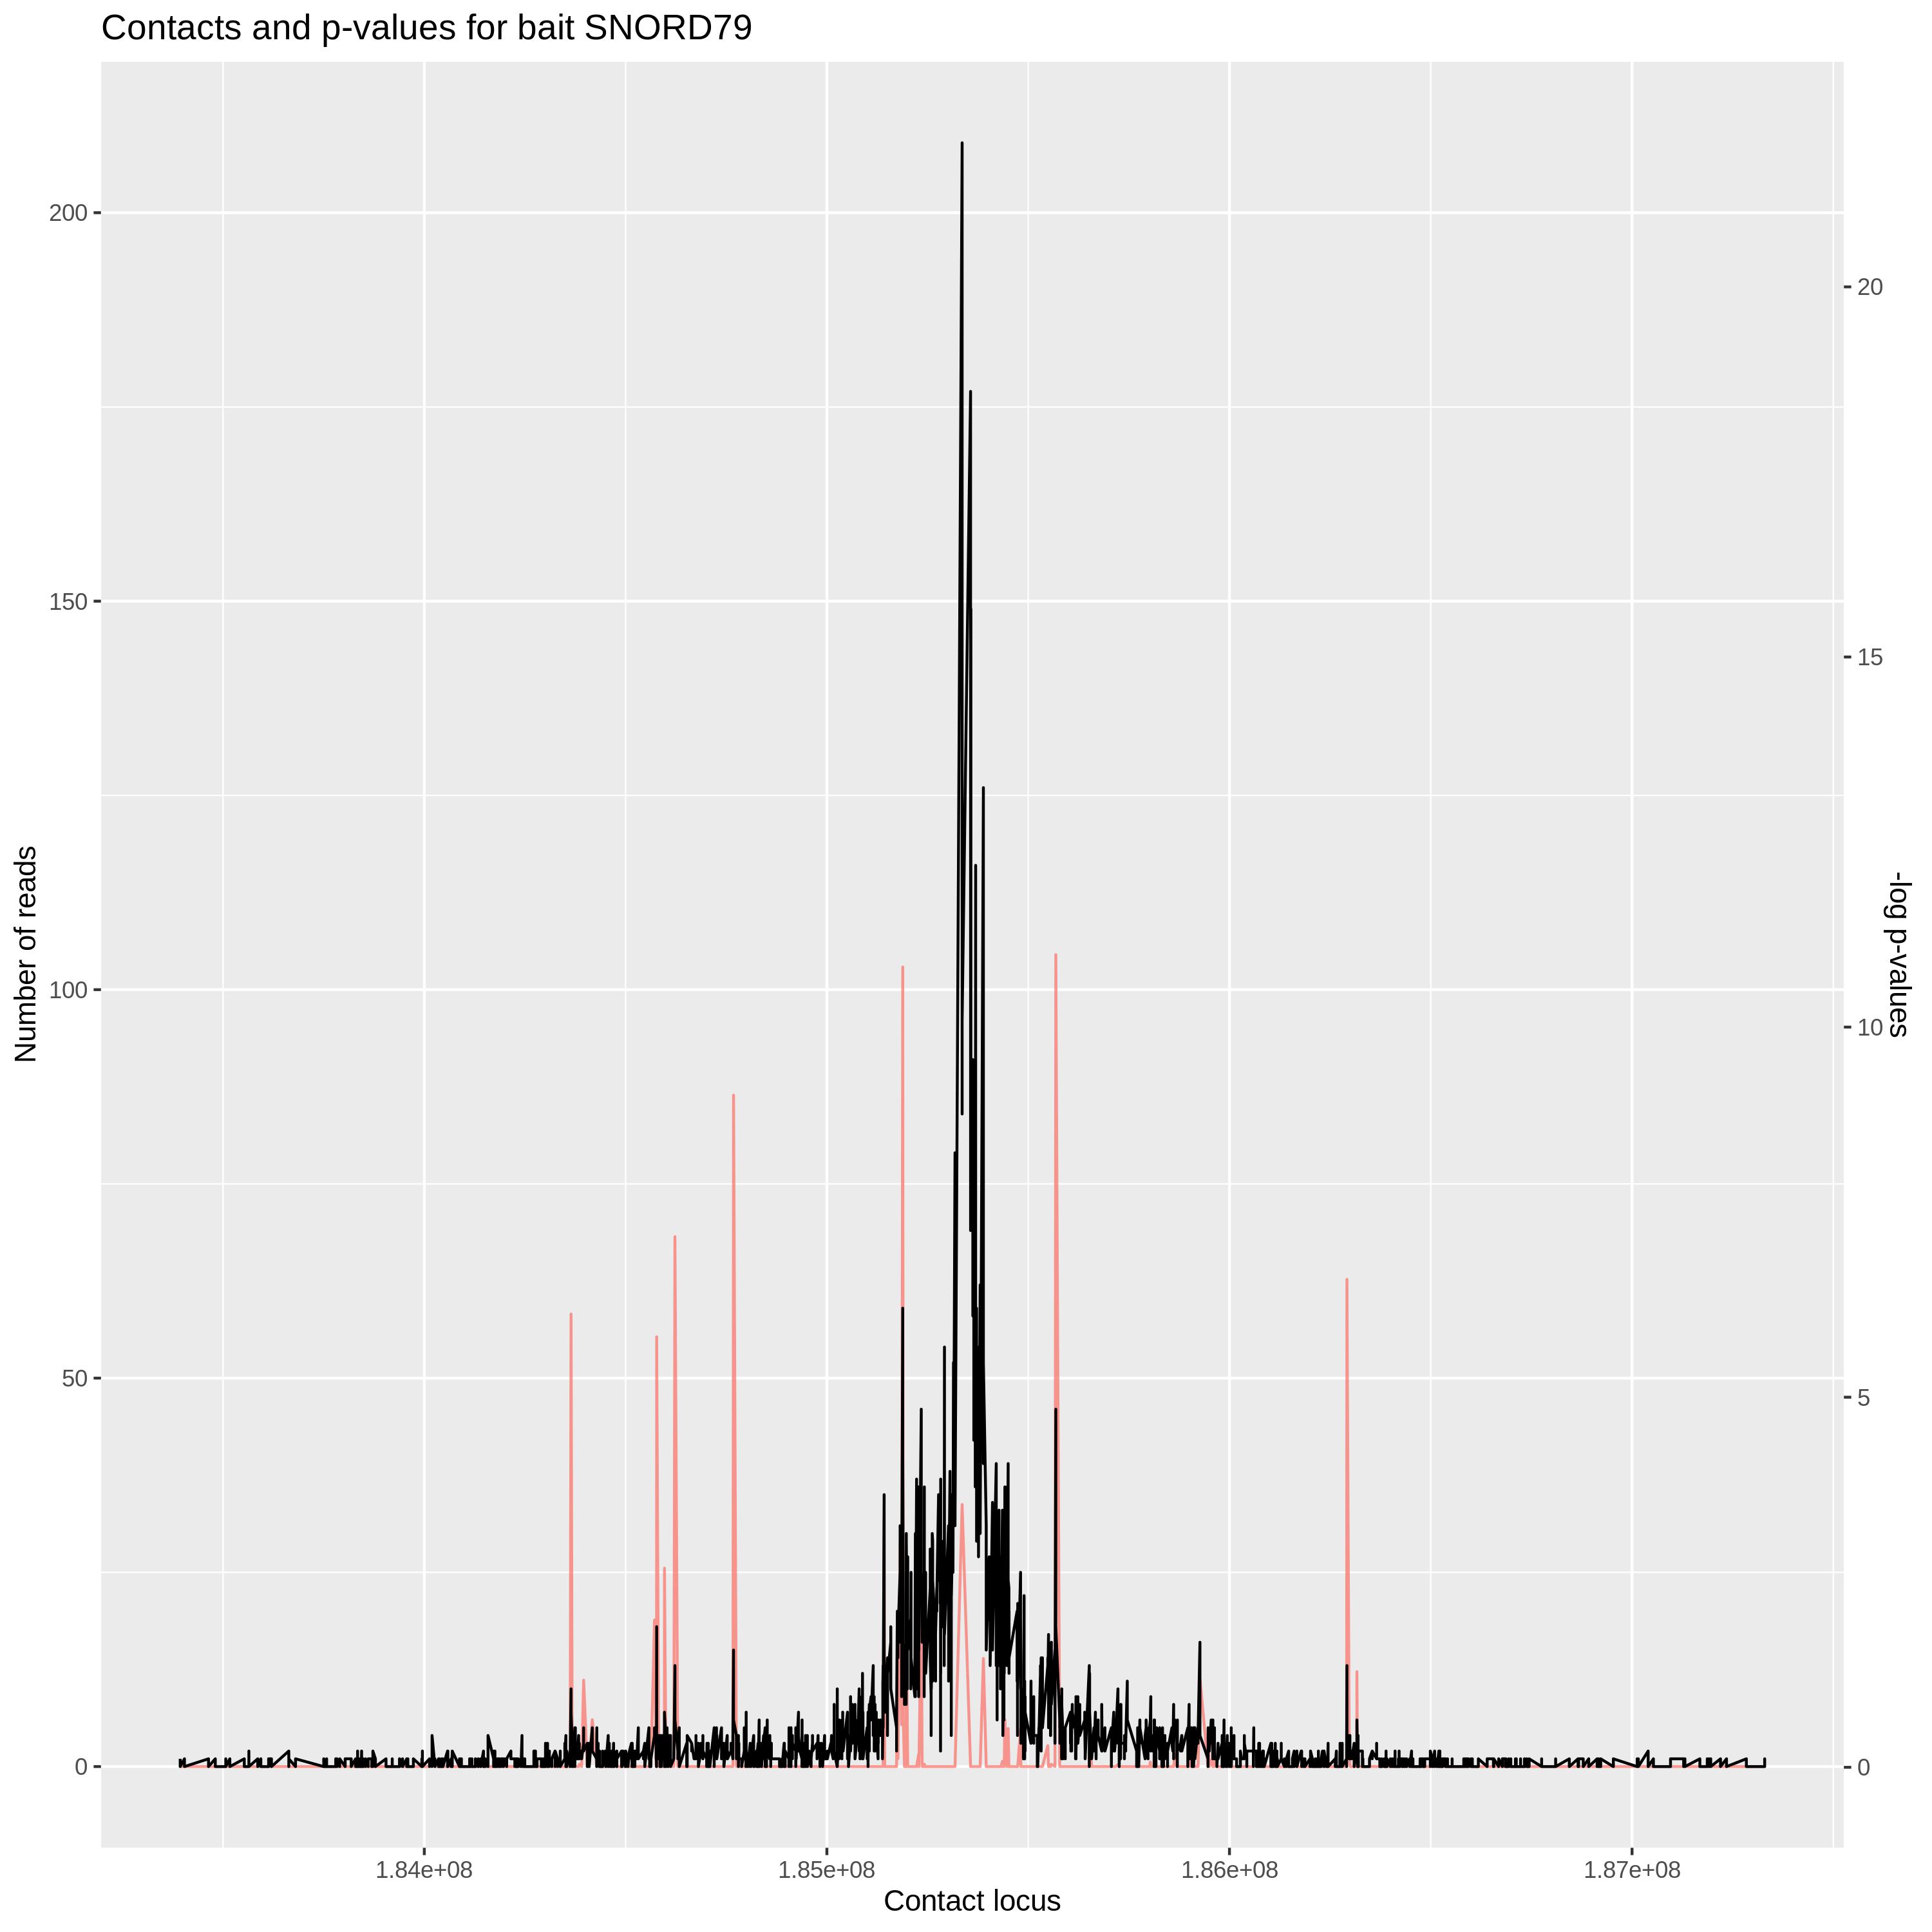 Contacts and p-values for bait SNORD79
Number of reads
200
150
100
50
0
20
15
10
5
0
-log p-values
1.84e+08
1.85e+08
1.86e+08
1.87e+08
Contact locus